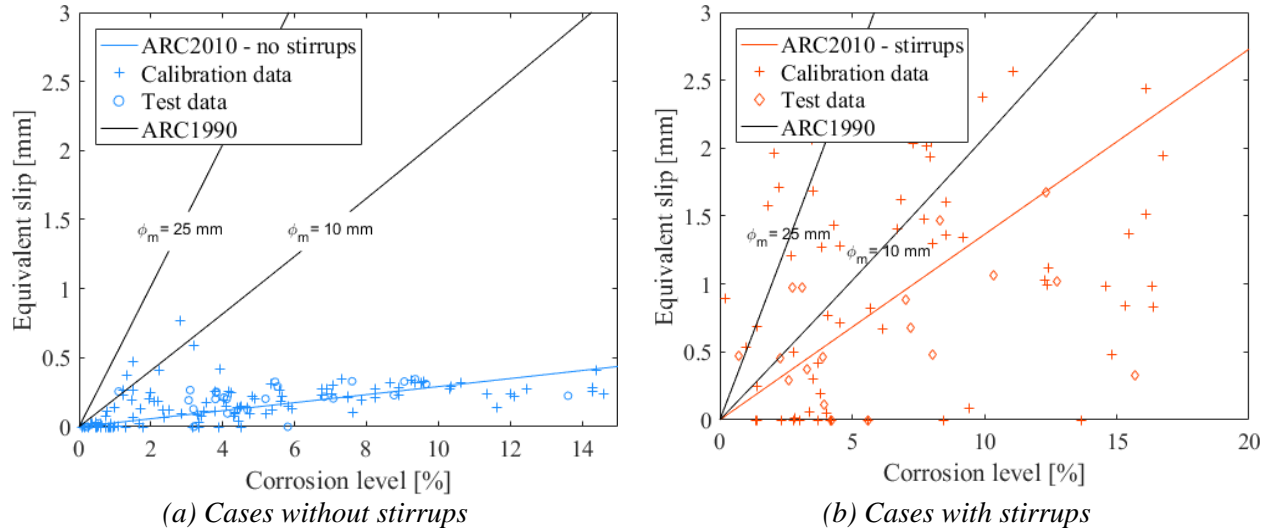 3
2.5
2
1.5
1
0.5
0
Equivalent slip [mm]
ARC2010 - no stirrups
Calibration data
Test data
ARC1990
ϕm= 25 mm
ϕm= 10 mm
0 2 4 6 8 10 12 14
Corrosion level [%]
(a) Cases without stirrups
3
2.5
2
1.5
1
0.5
0
Equivalent slip [mm]
ARC2010 - stirrups
Calibration data
Test data
ARC1990
ϕm= 25 mm
ϕm= 10 mm
0 5 10 15 20
Corrosion level [%]
(b) Cases with stirrups